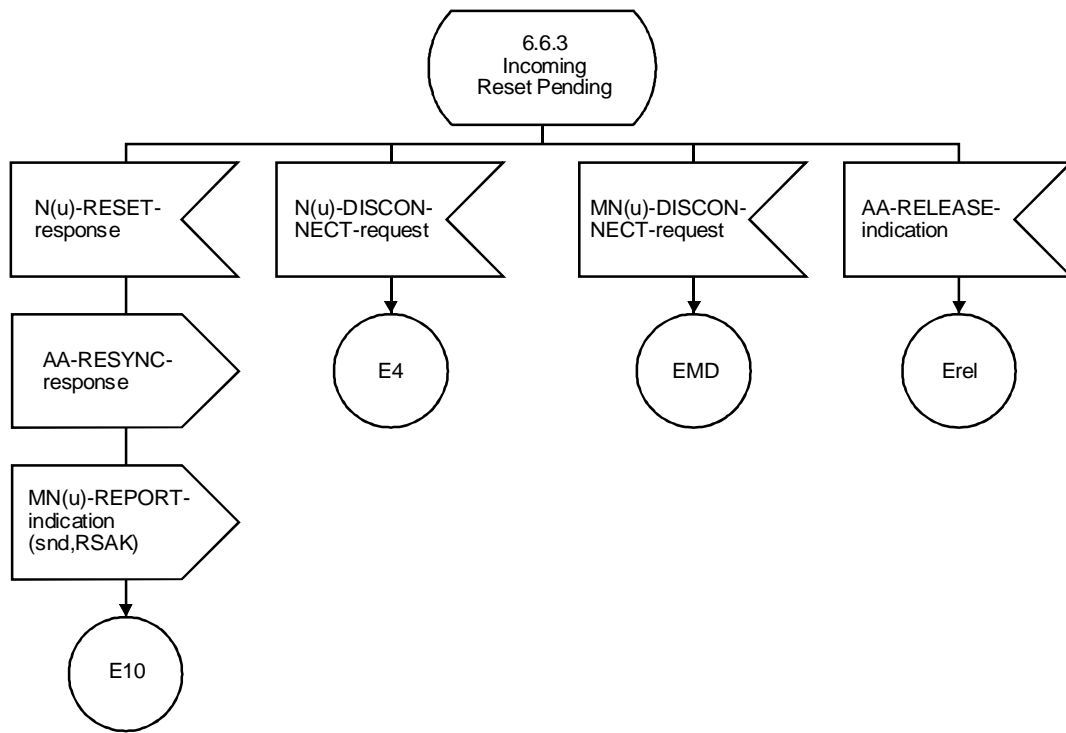 6.6.3
Incoming
Reset Pending
N(u)-RESET-
response
N(u)-DISCON-
NECT-request
MN(u)-DISCON-
NECT-request
AA-RELEASE-
indication
AA-RESYNC-
response
E4
EMD
Erel
MN(u)-REPORT-
indication
(snd,RSAK)
E10